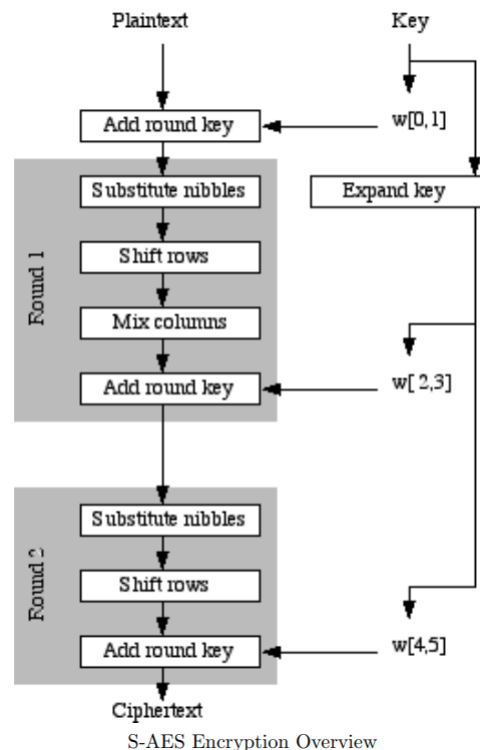 Plaintext
Key
w[0,1]
Add round key
Substitute nibbles
Expand key
Shift rows
Round 1
Mix columns
w[2,3]
Add round key
Substitute nibbles
Round 2
Shift rows
Add round key
w[4,5]
Ciphertext
S-AES Encryption Overview